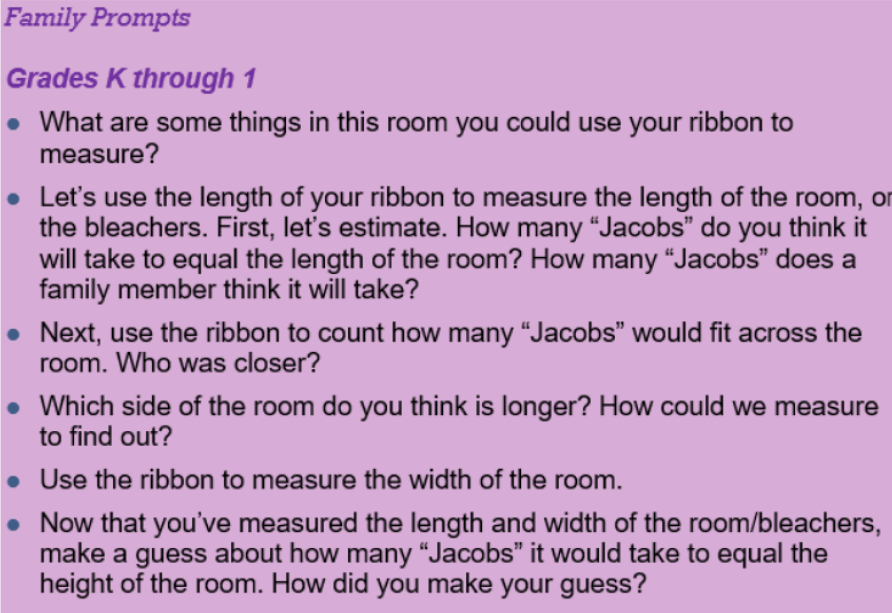 Family Prompts
Grades K through 1
● What are some things in this room you could use your ribbon to
measure?
● Let’s use the length of your ribbon to measure the length of the room, or
the bleachers. First, let’s estimate. How many “Jacobs” do you think it
will take to equal the length of the room? How many “Jacobs” does a
family member think it will take?
● Next, use the ribbon to count how many “Jacobs” would fit across the
room. Who was closer?
● Which side of the room do you think is longer? How could we measure
to find out?
● Use the ribbon to measure the width of the room.
● Now that you’ve measured the length and width of the room/bleachers,
make a guess about how many “Jacobs” it would take to equal the
height of the room. How did you make your guess?